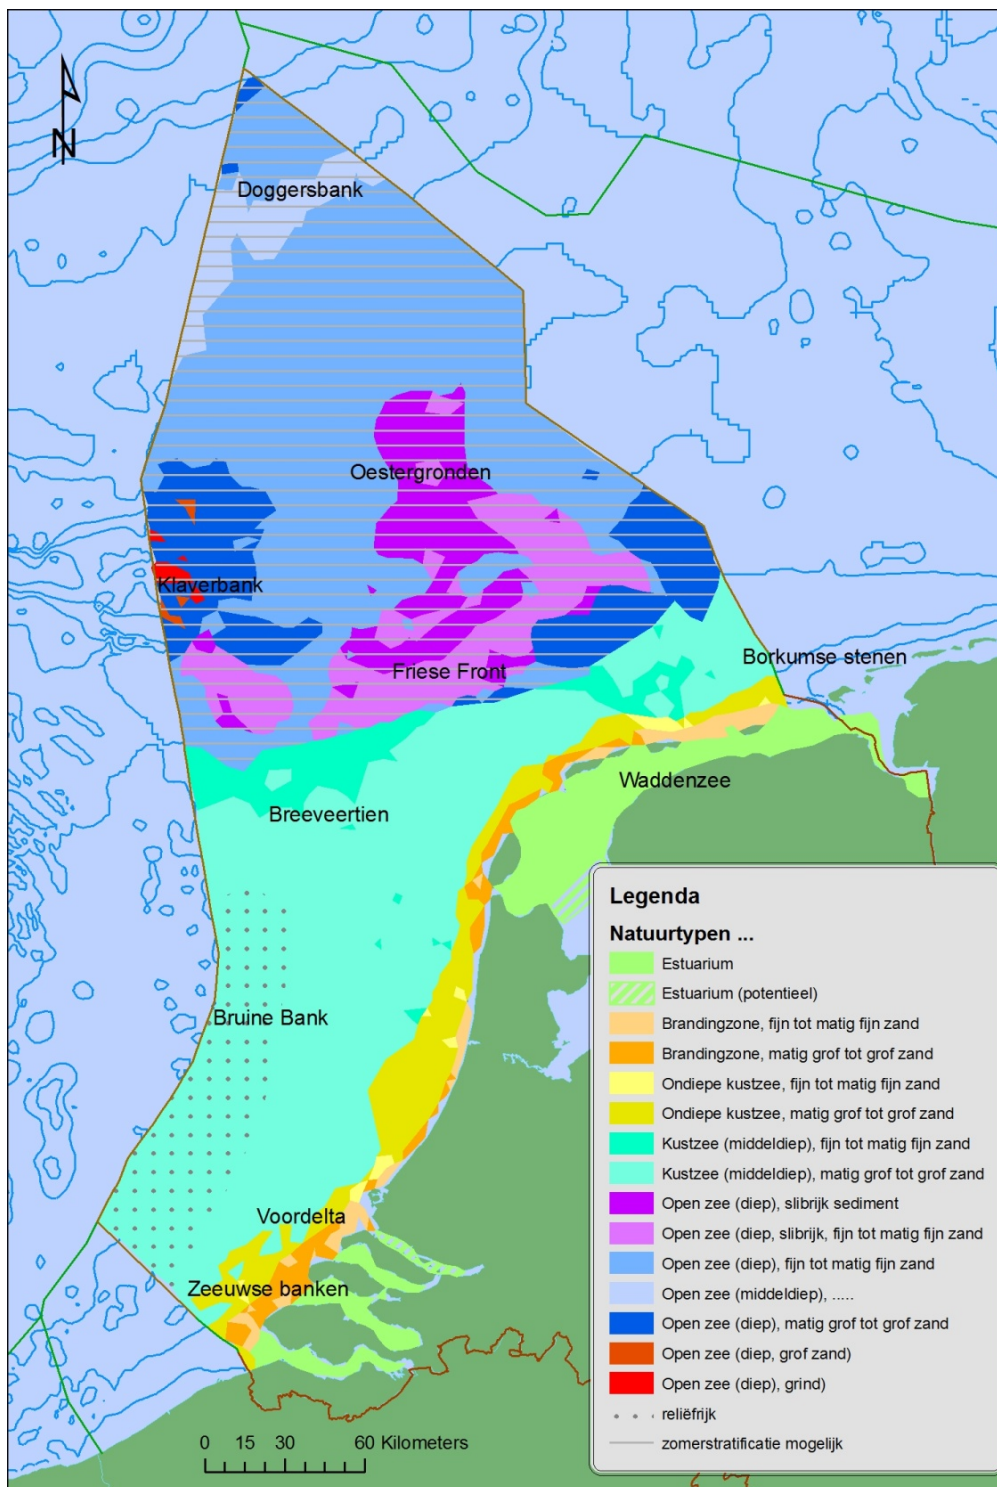 N
Doggersbank
Oestergronden
Klaverbank
Friese Front
Borkumse stenen
Waddenzee
Breeveertien
Bruine Bank
Voordelta
Zeeuwse banken
0 15 30 60 Kilometers
Legenda
Natuurtypen ...
Estuarium
Estuarium (potentieel)
Brandingzone, fijn tot matig fijn zand
Brandingzone, matig grof tot grof zand
Ondiepe kustzee, fijn tot matig fijn zand
Ondiepe kustzee, matig grof tot grof zand
Kustzee (middeldiep), fijn tot matig fijn zand
Kustzee (middeldiep), matig grof tot grof zand
Open zee (diep), slibrijk sediment
Open zee (diep, slibrijk, fijn tot matig fijn zand
Open zee (diep), fijn tot matig fijn zand
Open zee (middeldiep), .....
Open zee (diep), matig grof tot grof zand
Open zee (diep, grof zand)
Open zee (diep), grind)
reliëfrijk
zomerstratificatie mogelijk